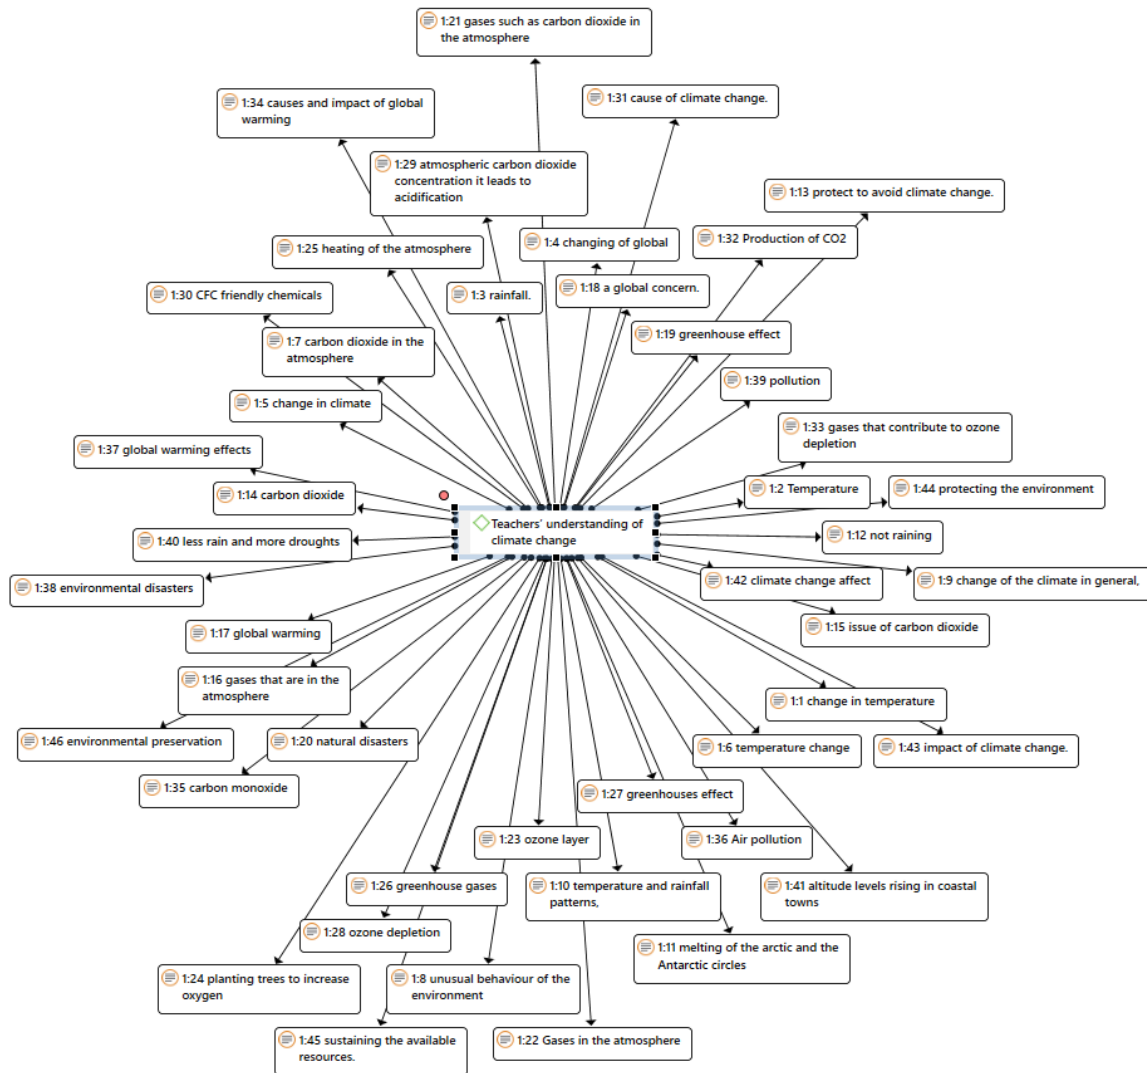 1:21 gases such as carbon dioxide in
the atmosphere
1:34 causes and impact of global
warming
1:31 cause of climate change.
1:29 atmospheric carbon dioxide
concentration it leads to
acidification
1:13 protect to avoid climate change.
1:25 heating of the atmosphere
1:4 changing of global
1:32 Production of CO2
1:30 CFC friendly chemicals
1:3 rainfall.
1:18 a global concern.
1:7 carbon dioxide in the
atmosphere
1:19 greenhouse effect
1:5 change in climate
1:39 pollution
1:37 global warming effects
1:33 gases that contribute to ozone
depletion
1:14 carbon dioxide
1:2 Temperature
1:44 protecting the environment
Teachers' understanding of
climate change
1:40 less rain and more droughts
1:12 not raining
1:38 environmental disasters
1:42 climate change affect
1:9 change of the climate in general,
1:17 global warming
1:15 issue of carbon dioxide
1:16 gases that are in the
atmosphere
1:1 change in temperature
1:46 environmental preservation
1:20 natural disasters
1:6 temperature change
1:43 impact of climate change.
1:35 carbon monoxide
1:27 greenhouses effect
1:23 ozone layer
1:36 Air pollution
1:26 greenhouse gases
1:10 temperature and rainfall
patterns,
1:41 altitude levels rising in coastal
towns
1:28 ozone depletion
1:11 melting of the arctic and the
Antarctic circles
1:24 planting trees to increase
oxygen
1:8 unusual behaviour of the
environment
1:45 sustaining the available
resources.
1:22 Gases in the atmosphere